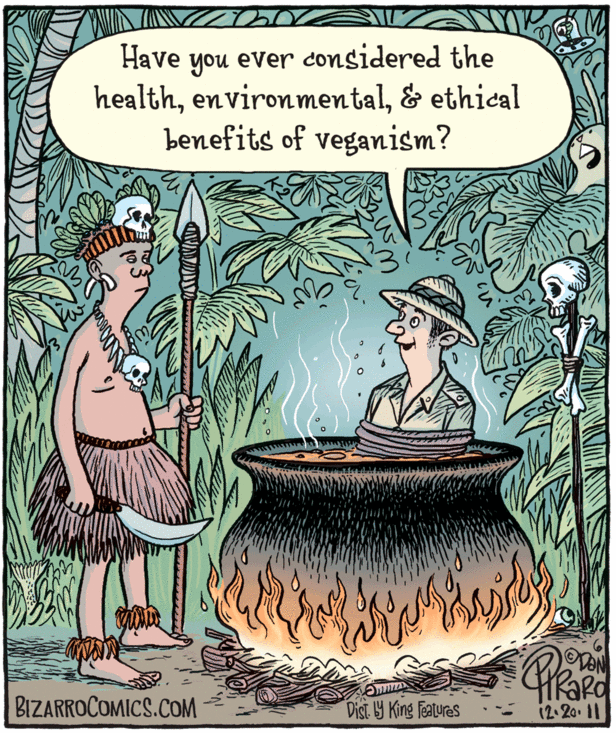 Have you ever considered the
health, environmental, & ethical
benefits of veganism?
BIZARROCOMICS.COM
Dist. by King Features
© DON
PIRARO
6
12.20.11